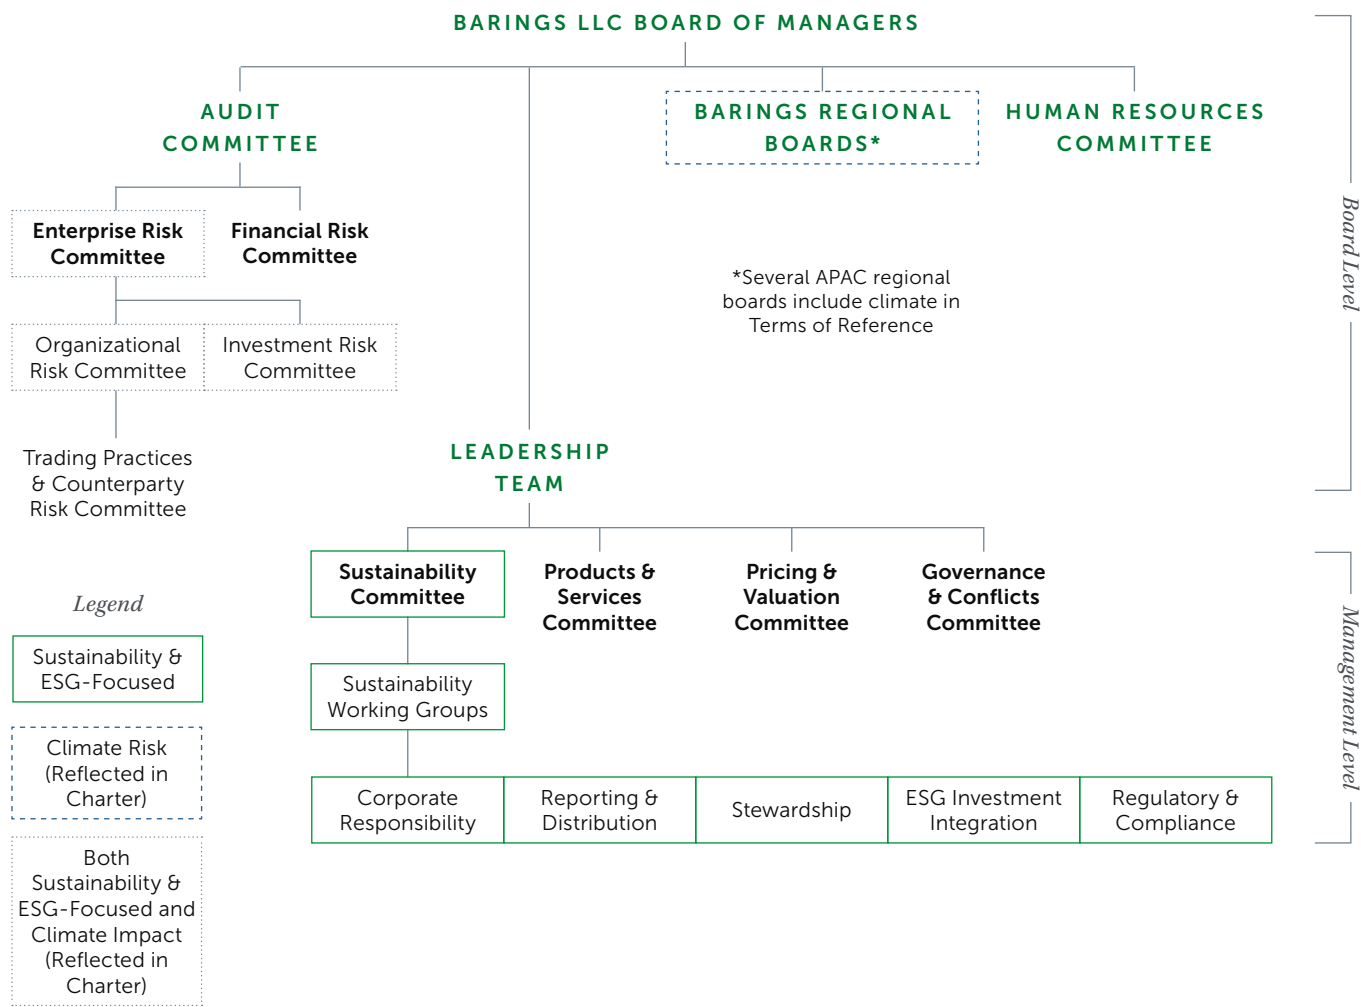 BARINGS LLC BOARD OF MANAGERS
AUDIT
COMMITTEE
BARINGS REGIONAL
BOARDS*
HUMAN RESOURCES
COMMITTEE
Enterprise Risk
Committee
Financial Risk
Committee
*Several APAC regional
boards include climate in
Terms of Reference
Organizational
Risk Committee
Investment Risk
Committee
Trading Practices
& Counterparty
Risk Committee
Board Level
LEADERSHIP
TEAM
Sustainability
Committee
Products &
Services
Committee
Pricing &
Valuation
Committee
Governance
& Conflicts
Committee
Sustainability
Working Groups
Corporate
Responsibility
Reporting &
Distribution
Stewardship
ESG Investment
Integration
Regulatory &
Compliance
Management Level
Legend
Sustainability &
ESG-Focused
Climate Risk
(Reflected in
Charter)
Both
Sustainability &
ESG-Focused and
Climate Impact
(Reflected in
Charter)